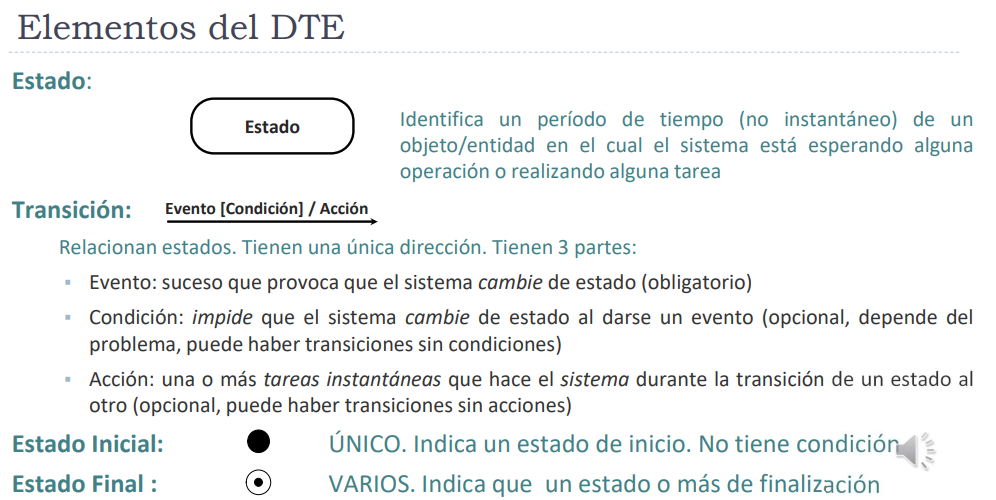 Elementos del DTE
Estado:
Estado
Identifica un período de tiempo (no instantáneo) de un
objeto/entidad en el cual el sistema está esperando alguna
operación o realizando alguna tarea
Transición:
Evento [Condición] / Acción
Relacionan estados. Tienen una única dirección. Tienen 3 partes:
▪ Evento: suceso que provoca que el sistema cambie de estado (obligatorio)
▪ Condición: impide que el sistema cambie de estado al darse un evento (opcional, depende del
problema, puede haber transiciones sin condiciones)
▪ Acción: una o más tareas instantáneas que hace el sistema durante la transición de un estado al
otro (opcional, puede haber transiciones sin acciones)
Estado Inicial:
ÚNICO. Indica un estado de inicio. No tiene condición
Estado Final :
VARIOS. Indica que un estado o más de finalización